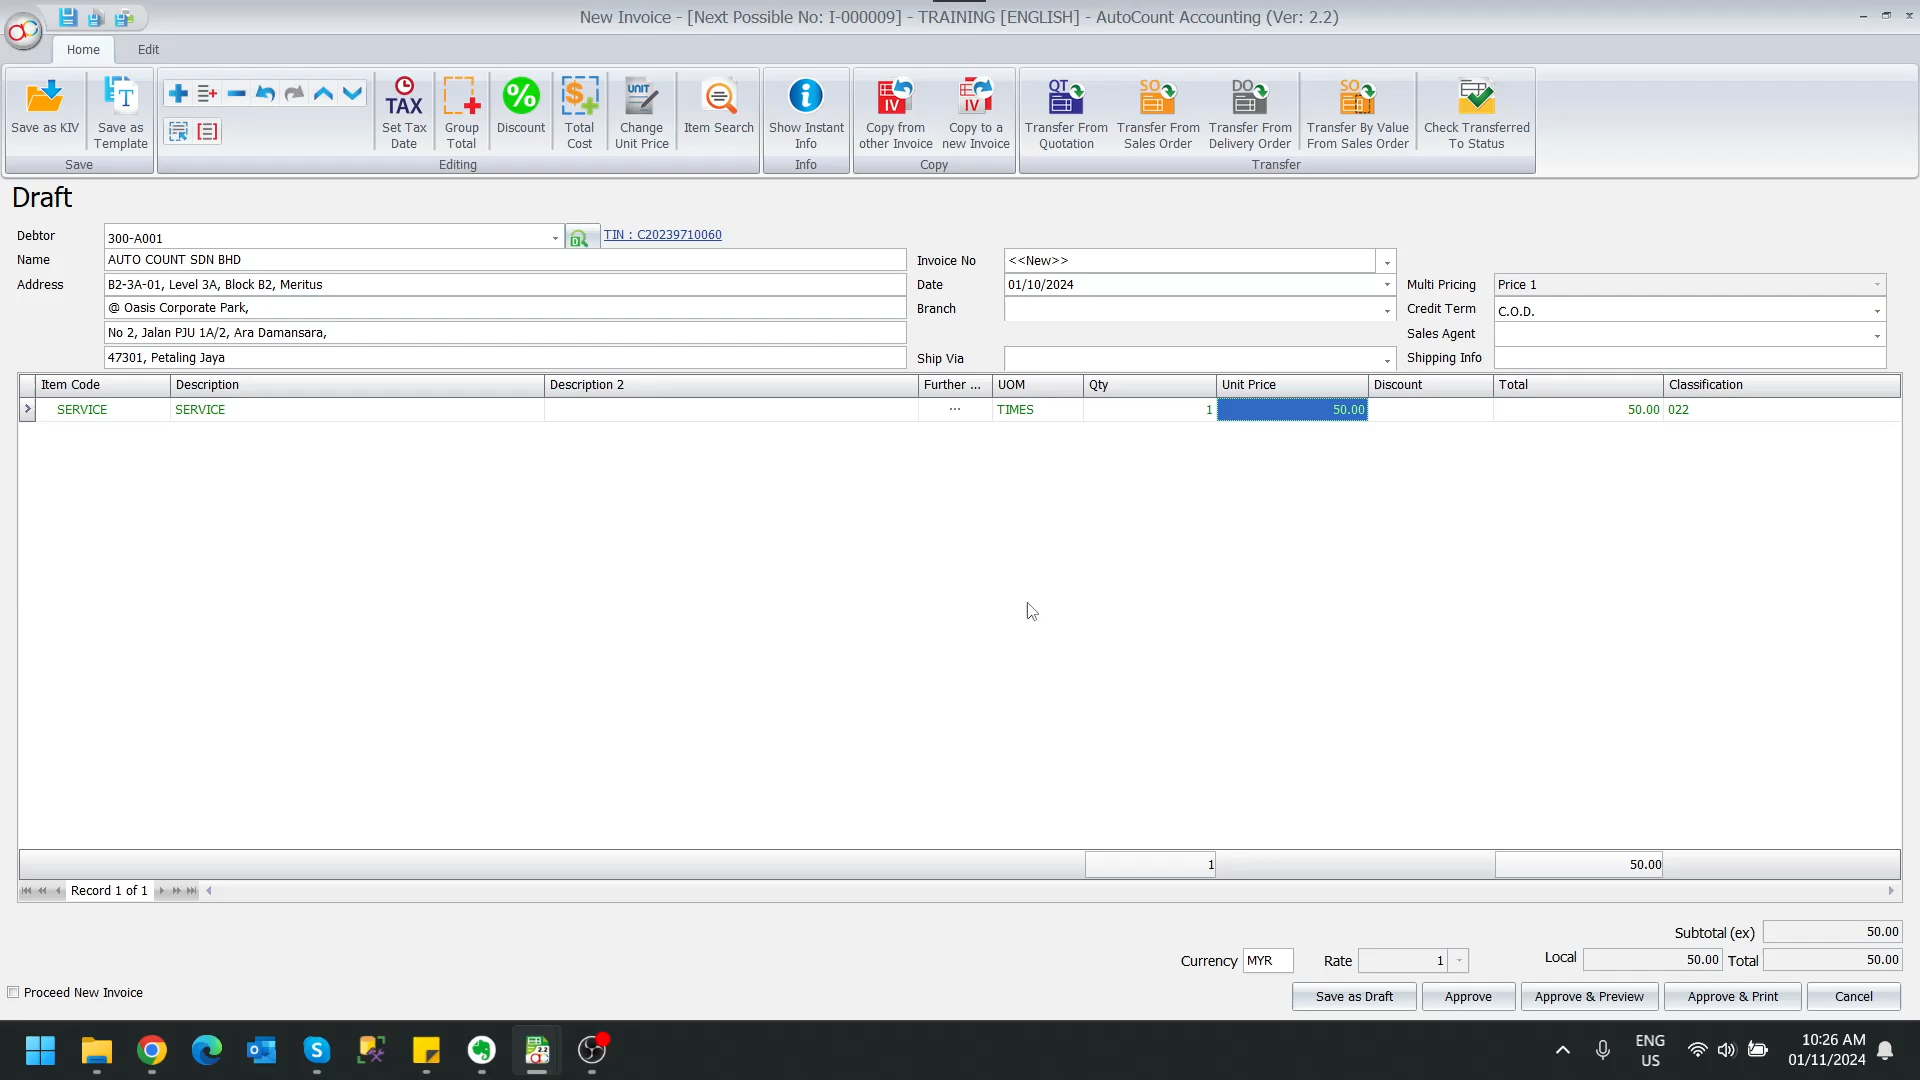 New Invoice - [Next Possible No: I-000009] - TRAINING [ENGLISH] - AutoCount Accounting (Ver: 2.2)
Home
Edit
Save as KIV
Save as Template
Save
Set Tax Date
Group Total
Discount
Total Cost
Change Unit Price
Item Search
Editing
Show Instant Info
Info
Copy from other Invoice
Copy to a new Invoice
Copy
Transfer From Quotation
Transfer From Sales Order
Transfer From Delivery Order
Transfer By Value From Sales Order
Check Transferred To Status
Transfer
Draft
Debtor
300-A001
TIN : C20239710060
Name
AUTO COUNT SDN BHD
Invoice No
<<New>>
Address
B2-3A-01, Level 3A, Block B2, Meritus
Date
01/10/2024
Multi Pricing
Price 1
@ Oasis Corporate Park,
Branch
Credit Term
C.O.D.
No 2, Jalan PJU 1A/2, Ara Damansara,
Sales Agent
47301, Petaling Jaya
Ship Via
Shipping Info
Item Code Description Description 2 Further ... UOM Qty Unit Price Discount Total Classification
SERVICE SERVICE ... TIMES 1 50.00 50.00 022
1 50.00
Record 1 of 1
Subtotal (ex) 50.00
Currency MYR Rate 1 Local 50.00 Total 50.00
Proceed New Invoice
Save as Draft
Approve
Approve & Preview
Approve & Print
Cancel
ENG
US
10:26 AM
01/11/2024